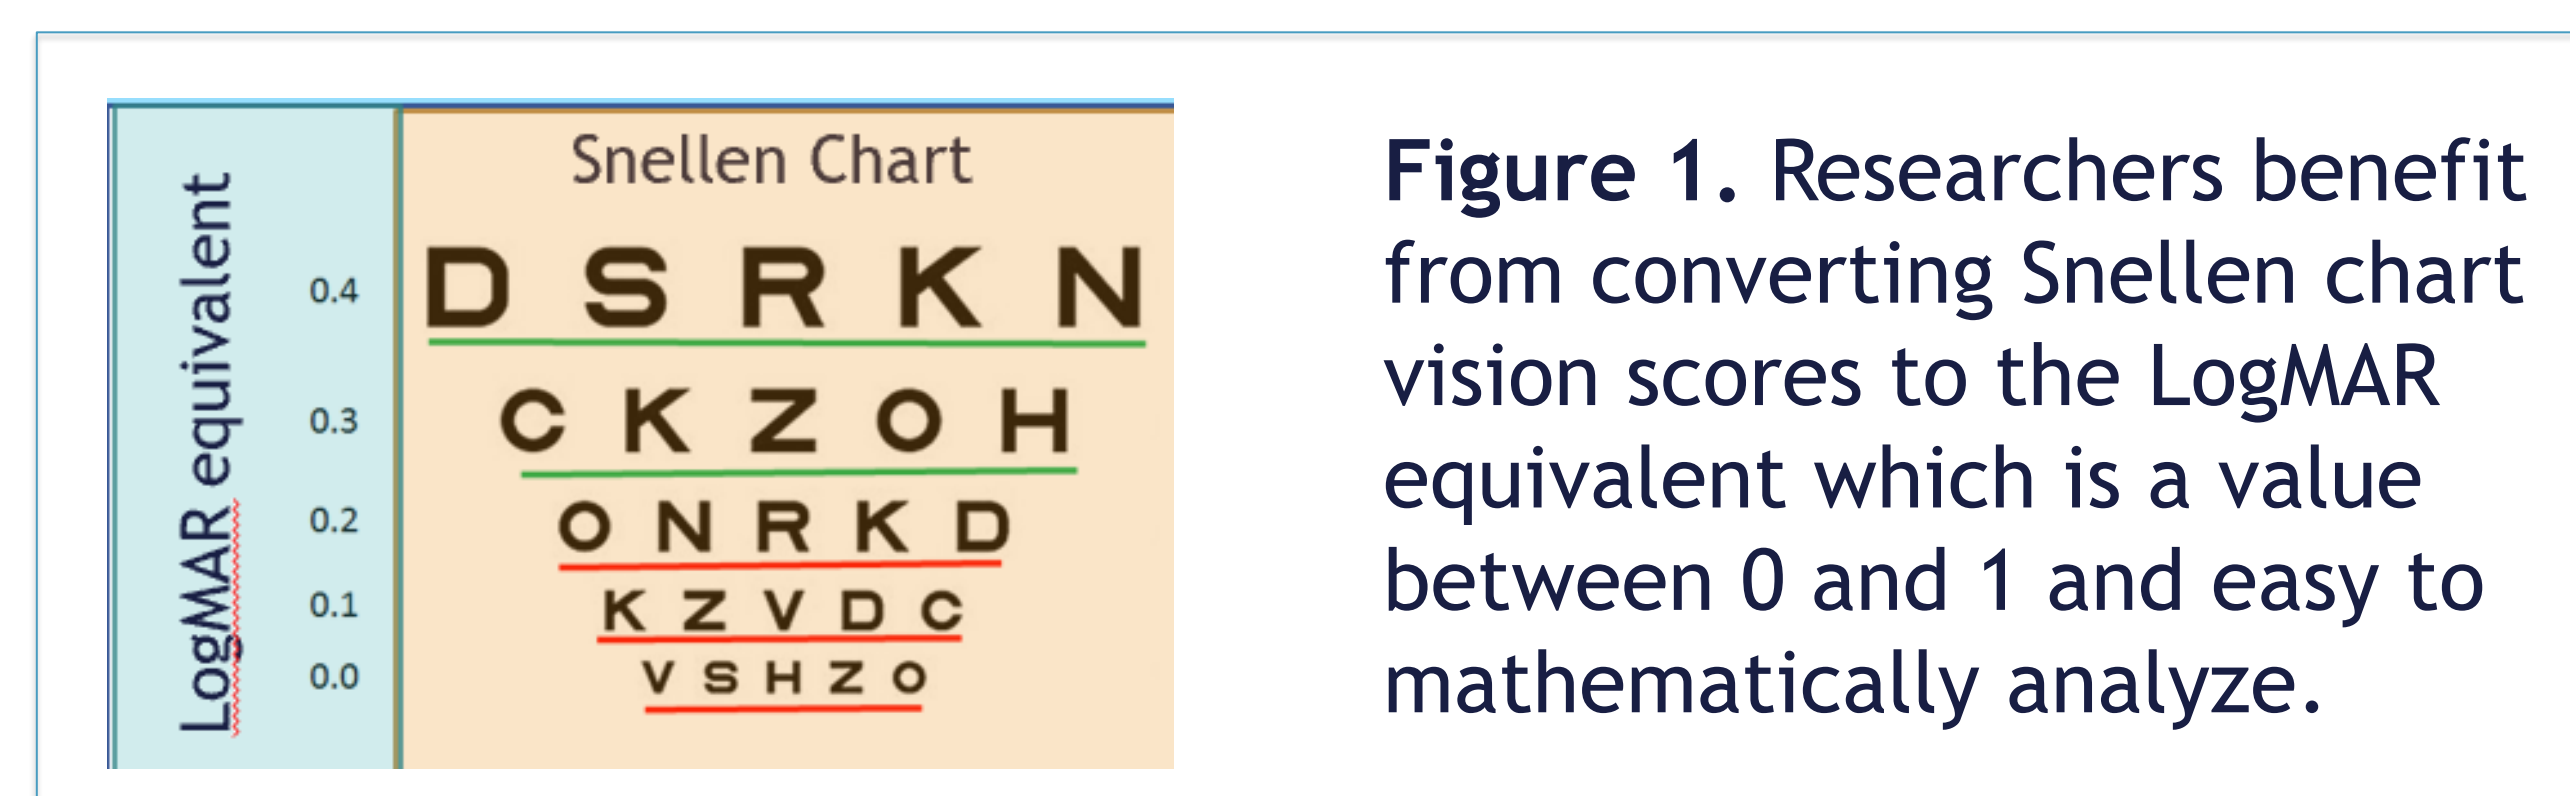 LogMAR equivalent
Snellen Chart
0.4 D S R K N
0.3 C K Z O H
0.2 O N R K D
0.1 K Z V D C
0.0 V S H Z O
Figure 1. Researchers benefit
from converting Snellen chart
vision scores to the LogMAR
equivalent which is a value
between 0 and 1 and easy to
mathematically analyze.